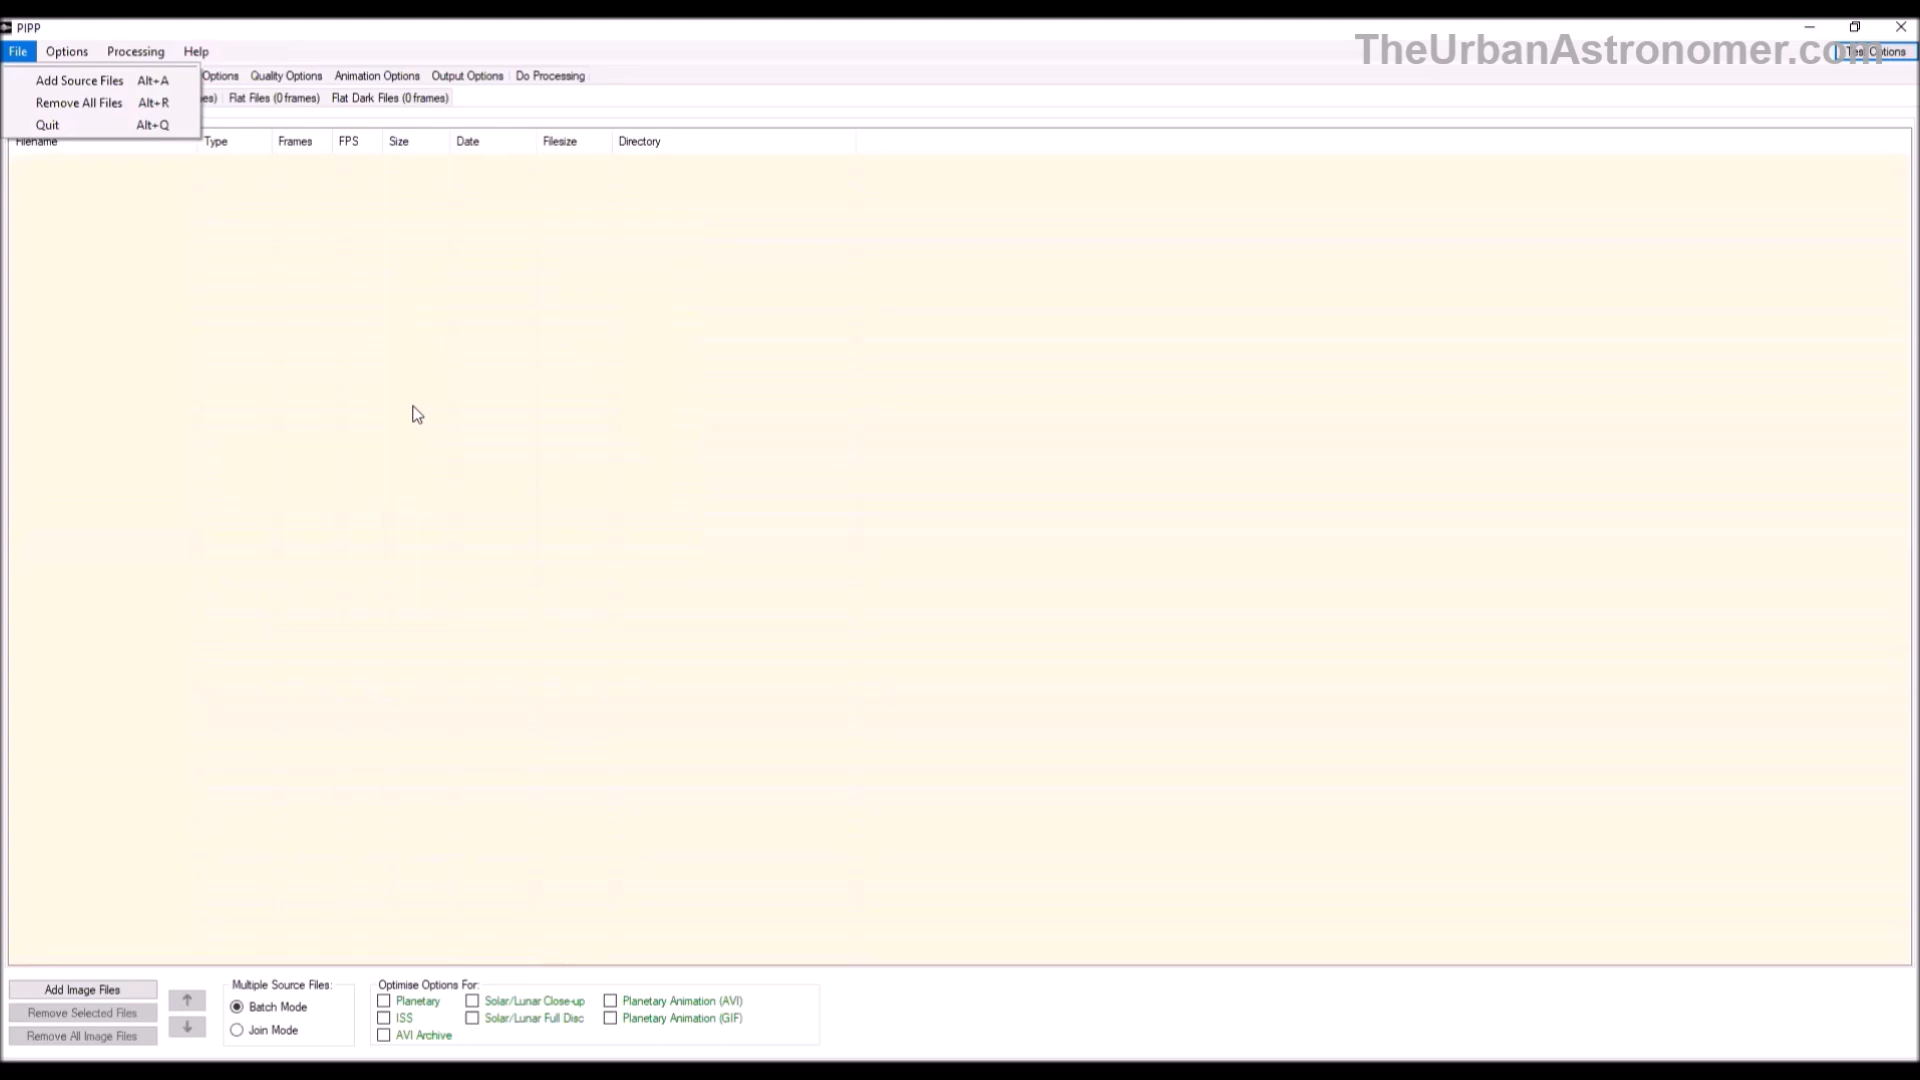 PIPP
TheUrbanAstronomer.com
File Options Processing Help
Test Options
Add Source Files Alt+A
Options Quality Options Animation Options Output Options Do Processing
Remove All Files Alt+R
es) Flat Files (0 frames) Flat Dark Files (0 frames)
Quit Alt+Q
Filename Type Frames FPS Size Date Filesize Directory
Add Image Files
Remove Selected Files
Remove All Image Files
Multiple Source Files:
Batch Mode
Join Mode
Optimise Options For:
Planetary Solar/Lunar Close-up Planetary Animation (AVI)
ISS Solar/Lunar Full Disc Planetary Animation (GIF)
AVI Archive